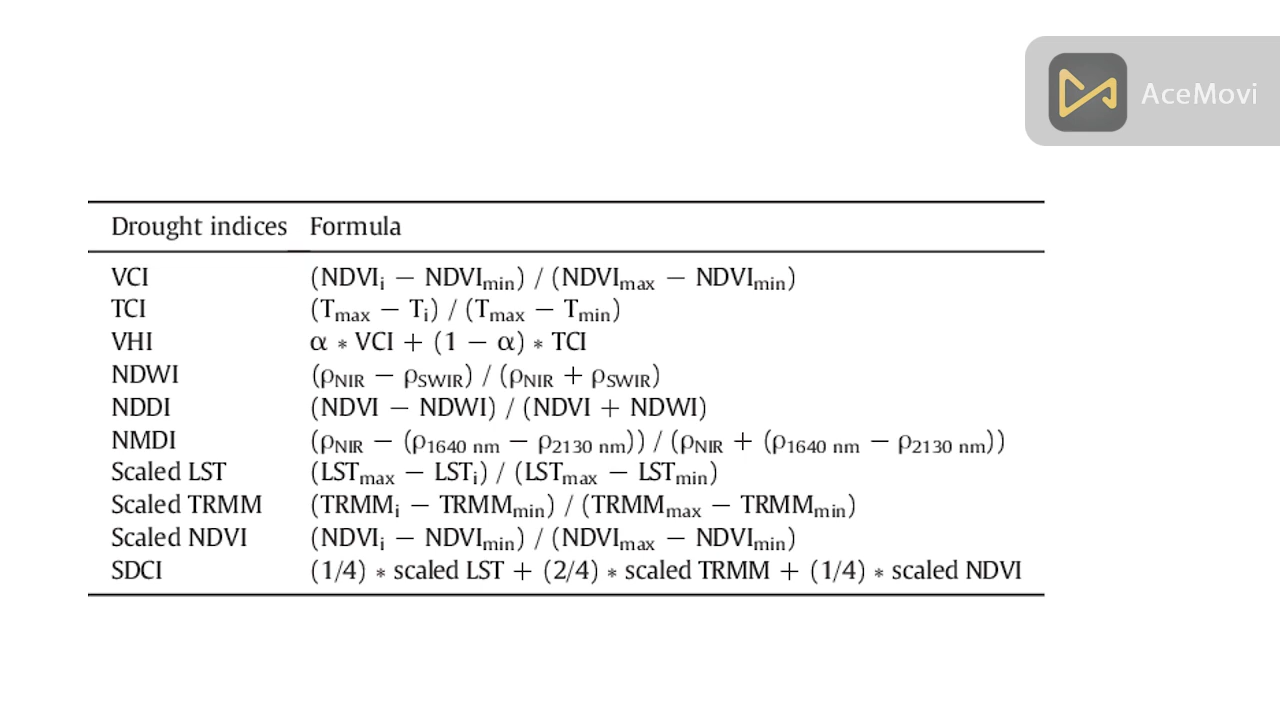 AceMovi
Drought indices Formula
VCI (NDVIi − NDVImin) / (NDVImax − NDVImin)
TCI (Tmax − Ti) / (Tmax − Tmin)
VHI α * VCI + (1 − α) * TCI
NDWI (ρNIR − ρSWIR) / (ρNIR + ρSWIR)
NDDI (NDVI − NDWI) / (NDVI + NDWI)
NMDI (ρNIR − (ρ1640 nm − ρ2130 nm)) / (ρNIR + (ρ1640 nm − ρ2130 nm))
Scaled LST (LSTmax − LSTi) / (LSTmax − LSTmin)
Scaled TRMM (TRMMi − TRMMmin) / (TRMMmax − TRMMmin)
Scaled NDVI (NDVIi − NDVImin) / (NDVImax − NDVImin)
SDCI (1/4) * scaled LST + (2/4) * scaled TRMM + (1/4) * scaled NDVI